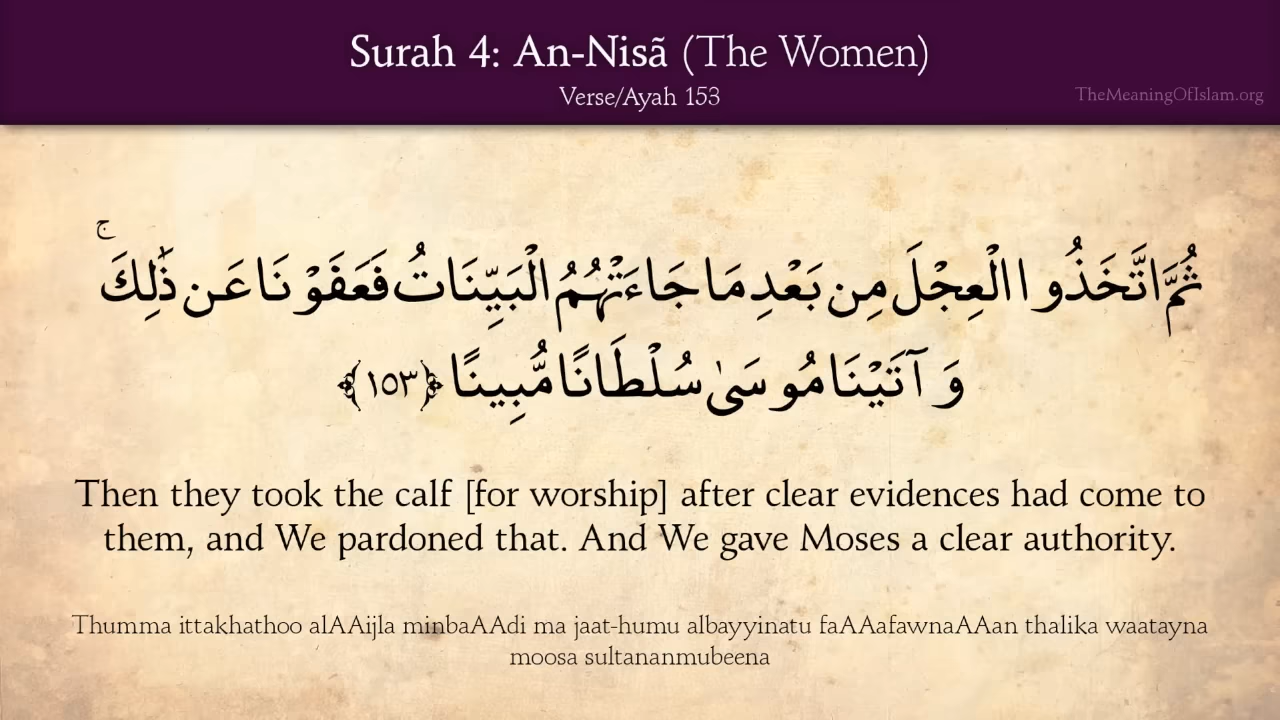 Surah 4: An-Nisã (The Women)
Verse/Ayah 153
TheMeaningOfIslam.org
ثُمَّ اتَّخَذُوا الْعِجْلَ مِن بَعْدِ مَا جَاءَتْهُمُ الْبَيِّنَاتُ فَعَفَوْنَا عَن ذَٰلِكَ ۚ
وَآتَيْنَا مُوسَىٰ سُلْطَانًا مُّبِينًا ﴿١٥٣﴾
Then they took the calf [for worship] after clear evidences had come to
them, and We pardoned that. And We gave Moses a clear authority.
Thumma ittakhathoo alAAijla minbaAAdi ma jaat-humu albayyinatu faAAafawnaAAan thalika waatayna
moosa sultananmubeena